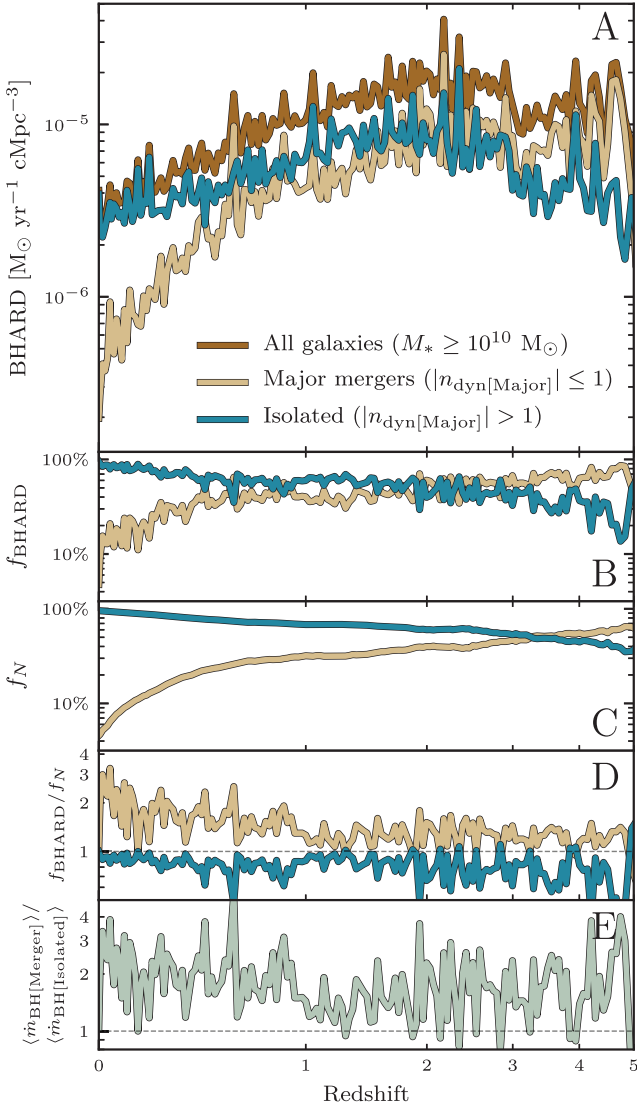 A
BHARD [M⊙ yr⁻¹ cMpc⁻³]
10⁻⁵
10⁻⁶
All galaxies (M* ≥ 10¹⁰ M⊙)
Major mergers (|n_dyn[Major]| ≤ 1)
Isolated (|n_dyn[Major]| > 1)
f_BHARD
100%
10%
B
f_N
100%
10%
C
f_BHARD/f_N
4
3
2
1
D
⟨ṁ_BH[Merger]⟩/
⟨ṁ_BH[Isolated]⟩
4
3
2
1
E
0 1 2 3 4 5
Redshift